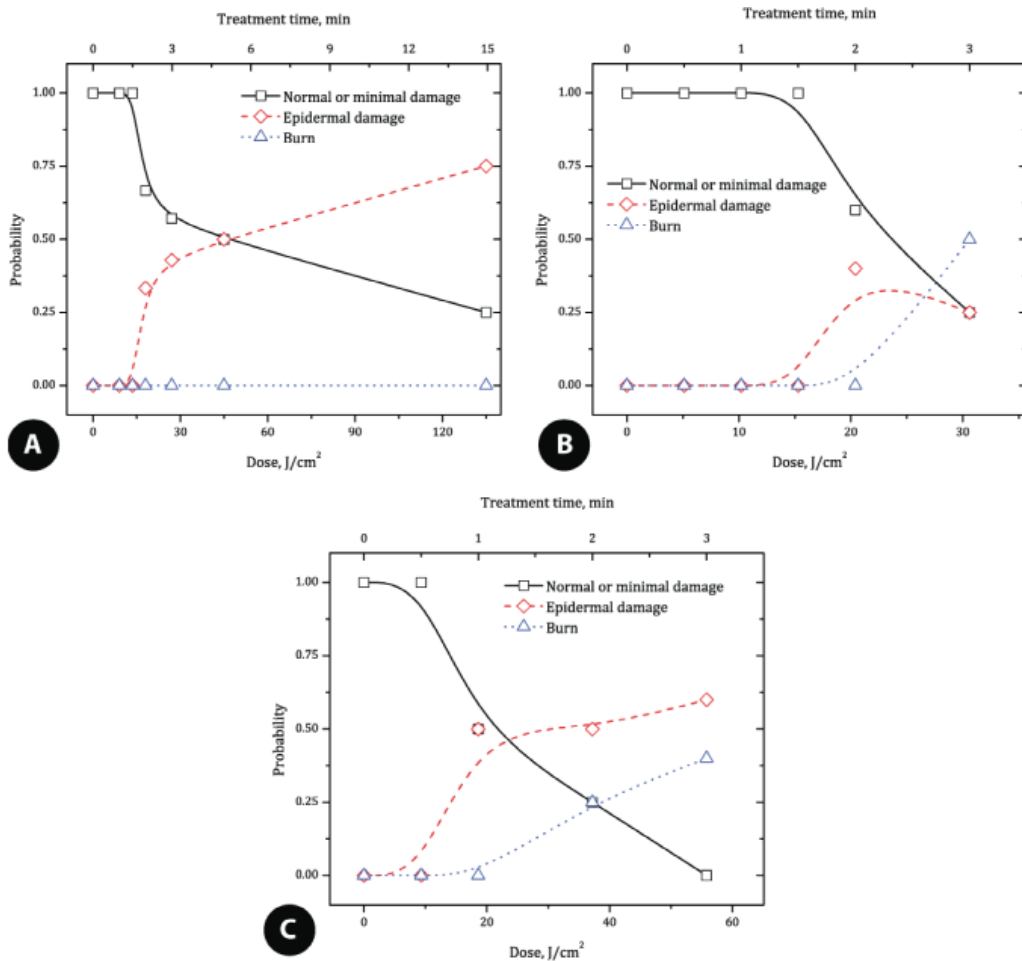 Treatment time, min
0 3 6 9 12 15
1.00
0.75
0.50
0.25
0.00
Probability
Normal or minimal damage
Epidermal damage
Burn
0 30 60 90 120
Dose, J/cm²
A
Treatment time, min
0 1 2 3
1.00
0.75
0.50
0.25
0.00
Probability
Normal or minimal damage
Epidermal damage
Burn
0 10 20 30
Dose, J/cm²
B
Treatment time, min
0 1 2 3
1.00
0.75
0.50
0.25
0.00
Probability
Normal or minimal damage
Epidermal damage
Burn
0 20 40 60
Dose, J/cm²
C